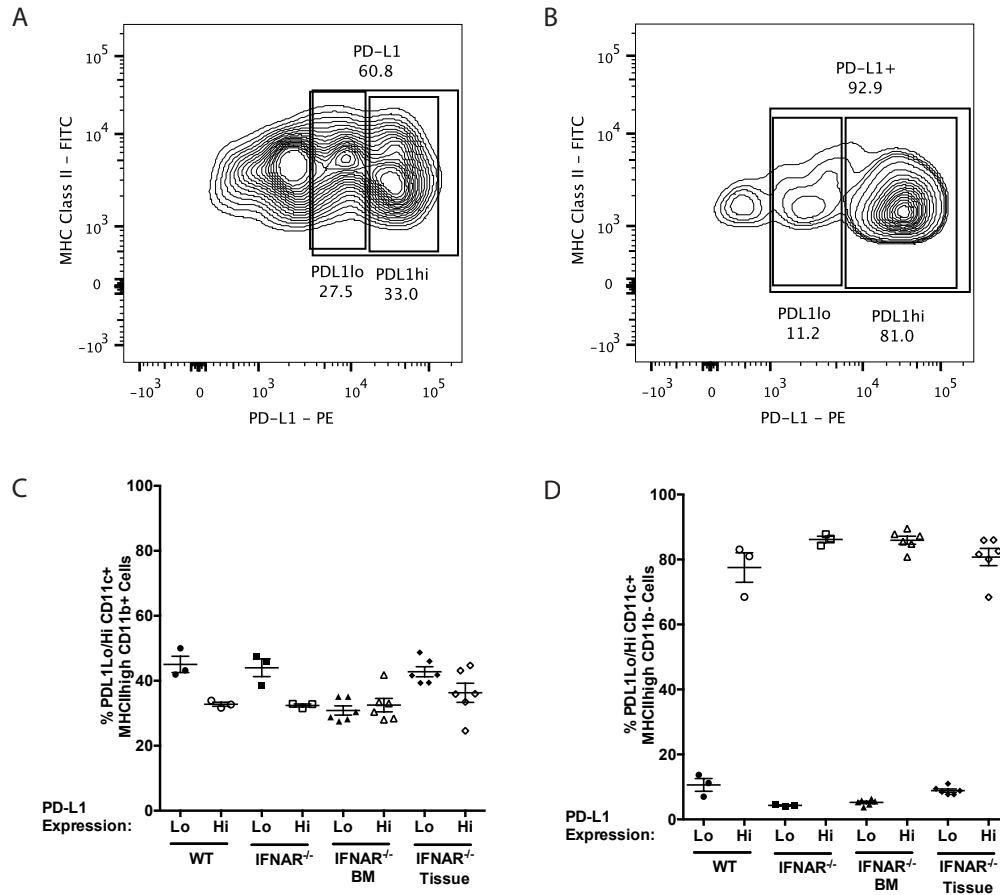 A
PD-L1
60.8
MHC Class II - FITC
10^5
10^4
10^3
0
-10^3
PDL1lo
27.5
PDL1hi
33.0
-10^3
0
10^3
10^4
10^5
PD-L1 - PE
B
PD-L1+
92.9
MHC Class II - FITC
10^5
10^4
10^3
0
-10^3
PDL1lo
11.2
PDL1hi
81.0
-10^3
0
10^3
10^4
10^5
PD-L1 - PE
C
% PDL1Lo/Hi CD11c+
MHCIIhigh CD11b+ Cells
100
80
60
40
20
0
PD-L1
Expression:
Lo Hi Lo Hi Lo Hi Lo Hi
WT IFNAR-/- IFNAR-/- IFNAR-/-
BM Tissue
D
% PDL1Lo/Hi CD11c+
MHCIIhigh CD11b- Cells
100
80
60
40
20
0
PD-L1
Expression:
Lo Hi Lo Hi Lo Hi Lo Hi
WT IFNAR-/- IFNAR-/- IFNAR-/-
BM Tissue